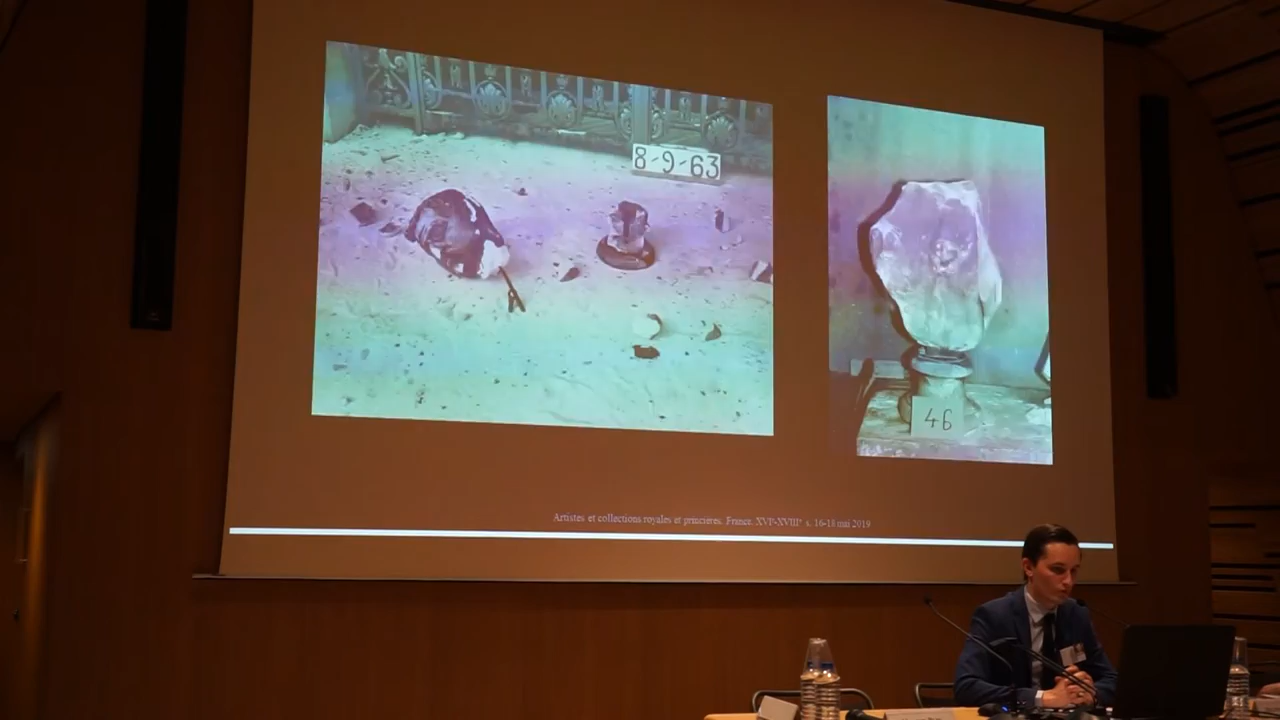 8-9-63
46
Artistes et collections royales et princières. France. XVIᵉ-XVIIIᵉ s. 16-18 mai 2019